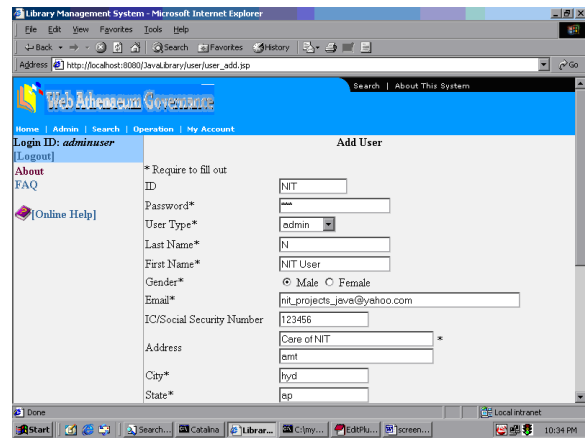 Library Management System - Microsoft Internet Explorer
File Edit View Favorites Tools Help
Back Search Favorites History
Address http://localhost:8080/JavaLibrary/user/user_add.jsp Go
Search | About This System
Web Athenaeum Governance
Home | Admin | Search | Operation | My Account
Login ID: adminuser
[Logout]
About
FAQ
[Online Help]
Add User
* Require to fill out
ID NIT
Password* ****
User Type* admin
Last Name* N
First Name* NIT User
Gender* Male Female
Email* nit_projects_java@yahoo.com
IC/Social Security Number 123456
Address Care of NIT *
amt
City* hyd
State* ap
Done Local intranet
Start Search... Catalina Librar... C:\my... EditPlu... screen... 10:34 PM